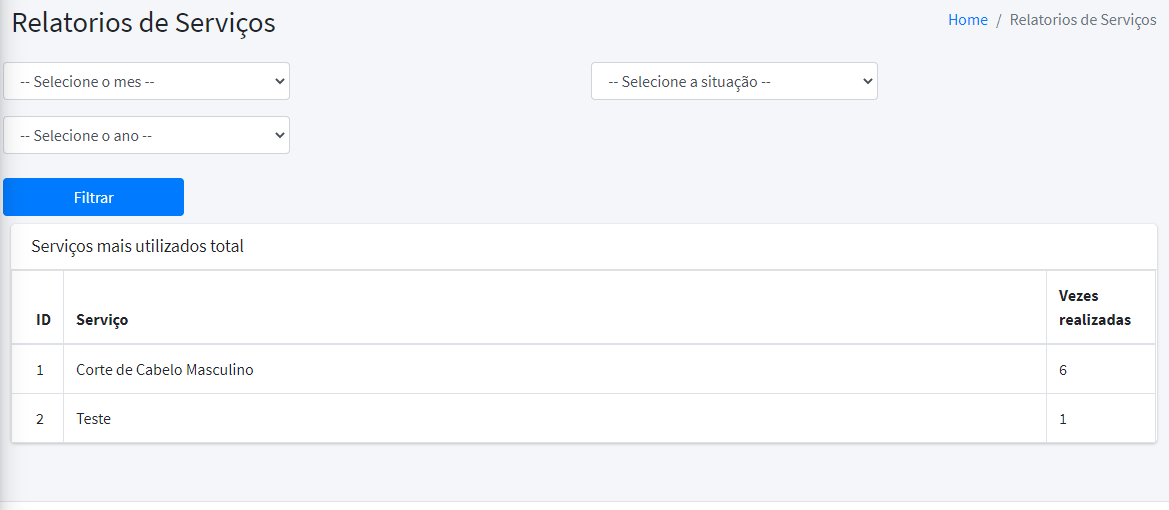 Relatorios de Serviços
Home / Relatorios de Serviços
-- Selecione o mes --
-- Selecione a situação --
-- Selecione o ano --
Filtrar
Serviços mais utilizados total
ID Serviço Vezes realizadas
1 Corte de Cabelo Masculino 6
2 Teste 1